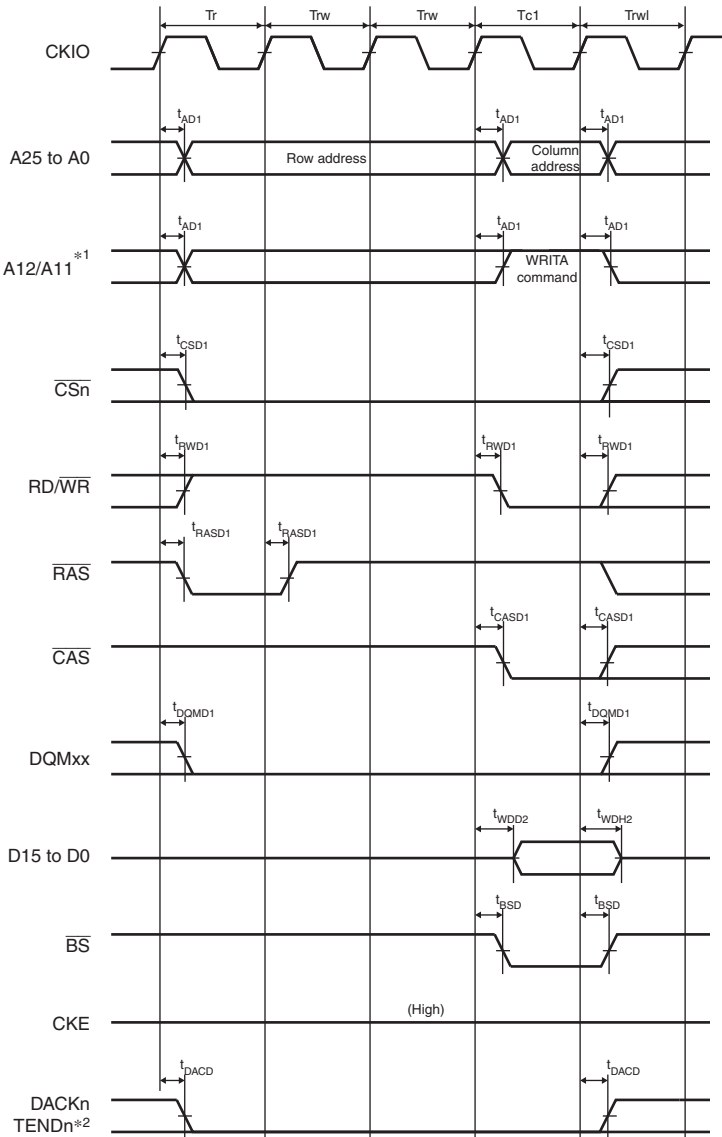 Tr Trw Trw Tc1 Trwl
CKIO
tAD1 tAD1 tAD1
A25 to A0 Row address Column address
tAD1 tAD1 tAD1
A12/A11*1 WRITA command
tCSD1 tCSD1
CSn
tRWD1 tRWD1 tRWD1
RD/WR
tRASD1 tRASD1
RAS
tCASD1 tCASD1
CAS
tDQMD1 tDQMD1
DQMxx
tWDD2 tWDH2
D15 to D0
tBSD tBSD
BS
(High)
CKE
tDACD tDACD
DACKn
TENDn*2